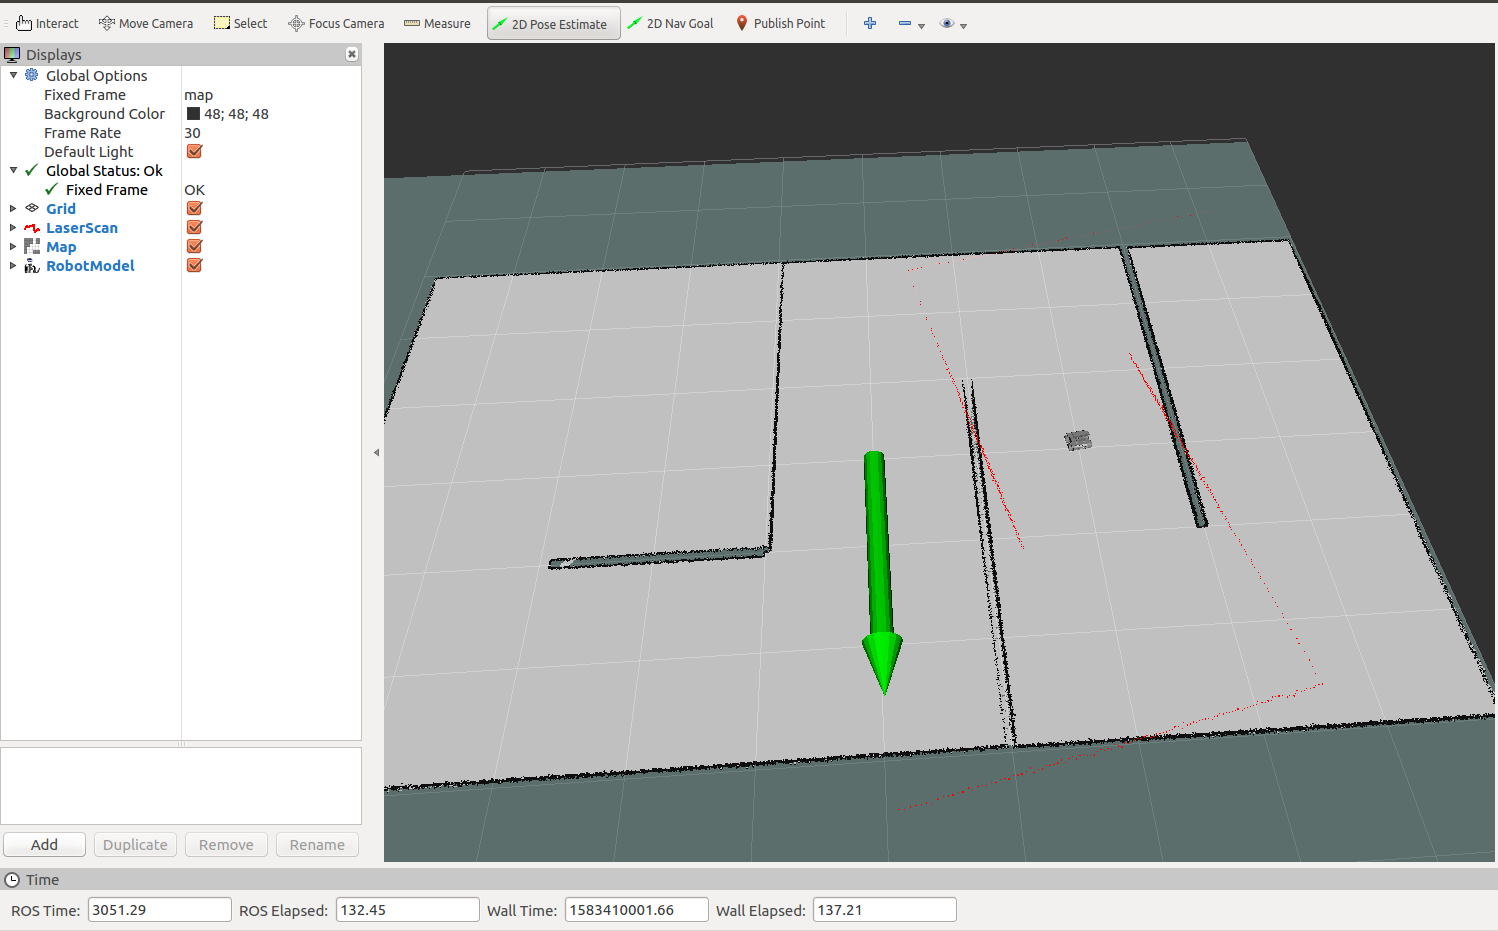 Interact Move Camera Select Focus Camera Measure 2D Pose Estimate 2D Nav Goal Publish Point
Displays
Global Options
Fixed Frame map
Background Color 48; 48; 48
Frame Rate 30
Default Light
Global Status: Ok
Fixed Frame OK
Grid
LaserScan
Map
RobotModel
Add Duplicate Remove Rename
Time
ROS Time: 3051.29 ROS Elapsed: 132.45 Wall Time: 1583410001.66 Wall Elapsed: 137.21